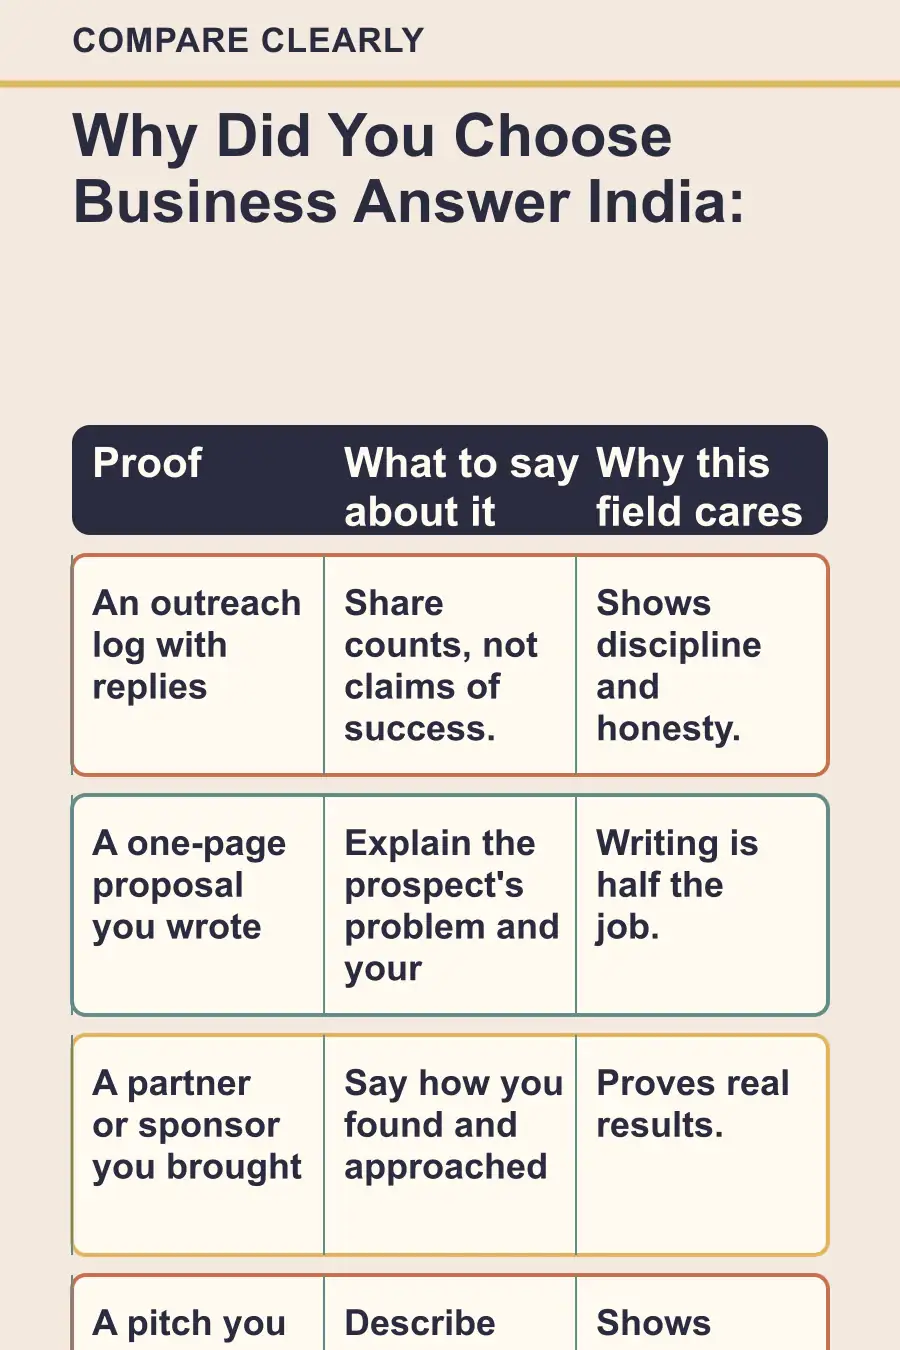 COMPARE CLEARLY
Why Did You Choose
Business Answer India:
Proof
What to say
about it
Why this
field cares
An outreach
log with
replies
Share
counts, not
claims of
success.
Shows
discipline
and
honesty.
A one-page
proposal
you wrote
Explain the
prospect's
problem and
your
Writing is
half the
job.
A partner
or sponsor
you brought
Say how you
found and
approached
Proves real
results.
A pitch you
Describe
Shows